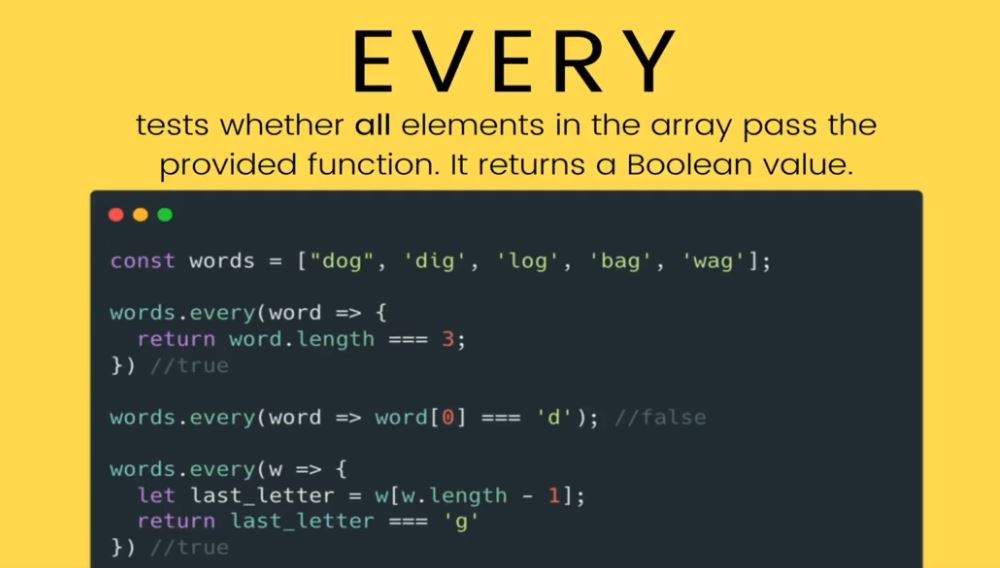 EVERY
tests whether all elements in the array pass the
provided function. It returns a Boolean value.
const words = ["dog", 'dig', 'log', 'bag', 'wag'];
words.every(word => {
  return word.length === 3;
}) //true
words.every(word => word[0] === 'd'); //false
words.every(w => {
  let last_letter = w[w.length - 1];
  return last_letter === 'g'
}) //true